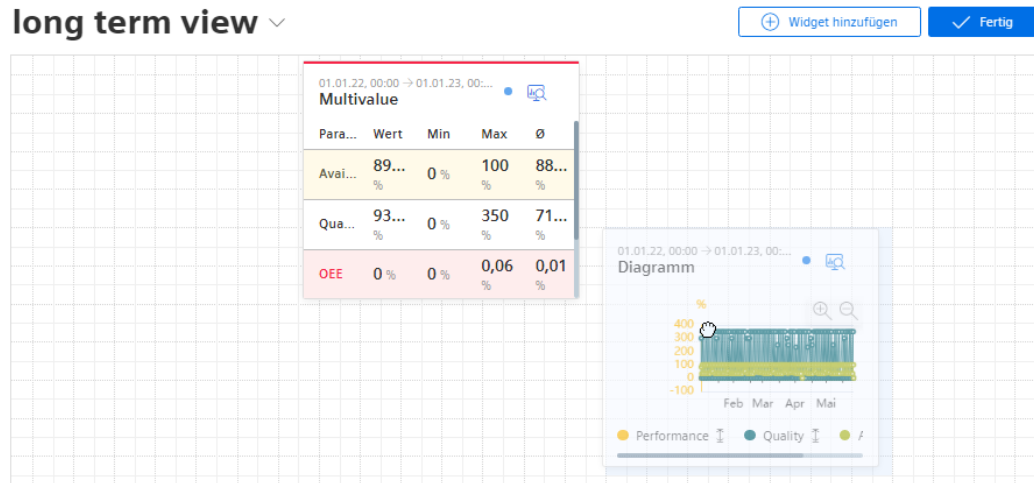 long term view
Widget hinzufügen
Fertig
01.01.22, 00:00 → 01.01.23, 00:...
Multivalue
Para... Wert Min Max Ø
Avai... 89... % 0 % 100 % 88... %
Qua... 93... % 0 % 350 % 71... %
OEE 0 % 0 % 0,06 % 0,01 %
01.01.22, 00:00 → 01.01.23, 00:...
Diagramm
%
400
300
200
100
0
-100
Feb Mar Apr Mai
Performance Quality A